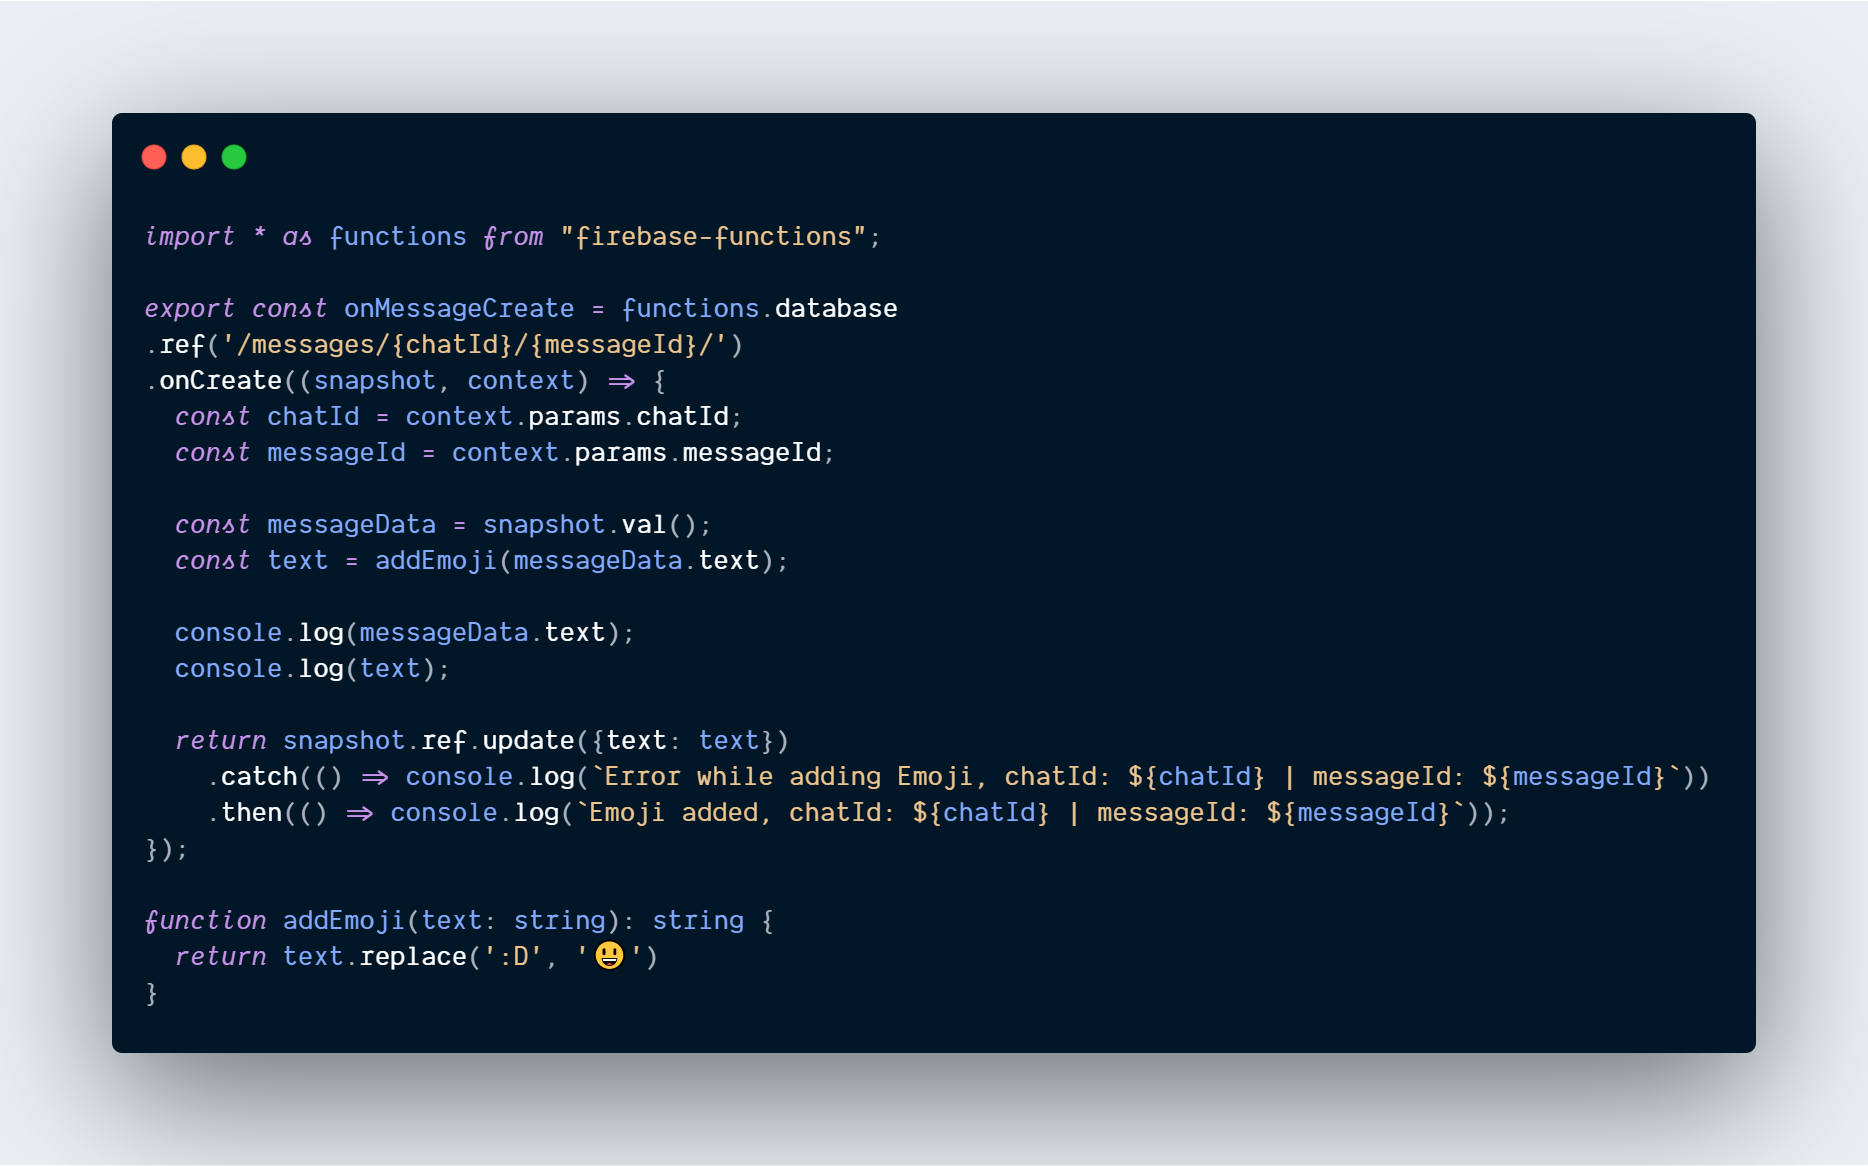 import * as functions from "firebase-functions";
export const onMessageCreate = functions.database
.ref('/messages/{chatId}/{messageId}/')
.onCreate((snapshot, context) => {
const chatId = context.params.chatId;
const messageId = context.params.messageId;
const messageData = snapshot.val();
const text = addEmoji(messageData.text);
console.log(messageData.text);
console.log(text);
return snapshot.ref.update({text: text})
.catch(() => console.log(`Error while adding Emoji, chatId: ${chatId} | messageId: ${messageId}`))
.then(() => console.log(`Emoji added, chatId: ${chatId} | messageId: ${messageId}`));
});
function addEmoji(text: string): string {
return text.replace(':D', '😃')
}